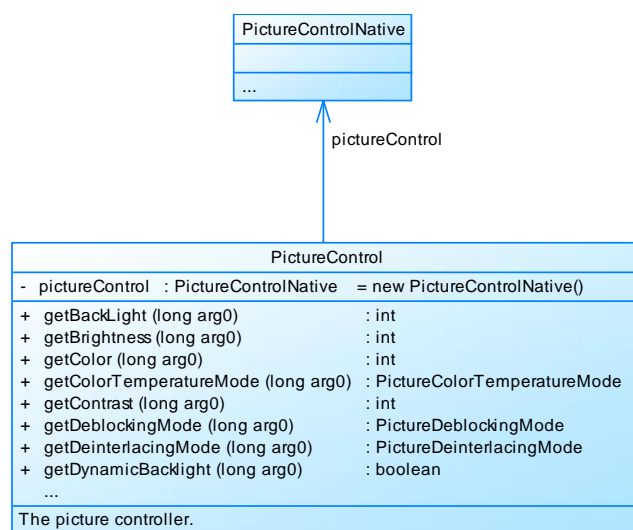 PictureControlNative
...
pictureControl
PictureControl
- pictureControl : PictureControlNative = new PictureControlNative()
+ getBackLight (long arg0) : int
+ getBrightness (long arg0) : int
+ getColor (long arg0) : int
+ getColorTemperatureMode (long arg0) : PictureColorTemperatureMode
+ getContrast (long arg0) : int
+ getDeblockingMode (long arg0) : PictureDeblockingMode
+ getDeinterlacingMode (long arg0) : PictureDeinterlacingMode
+ getDynamicBacklight (long arg0) : boolean
...
The picture controller.